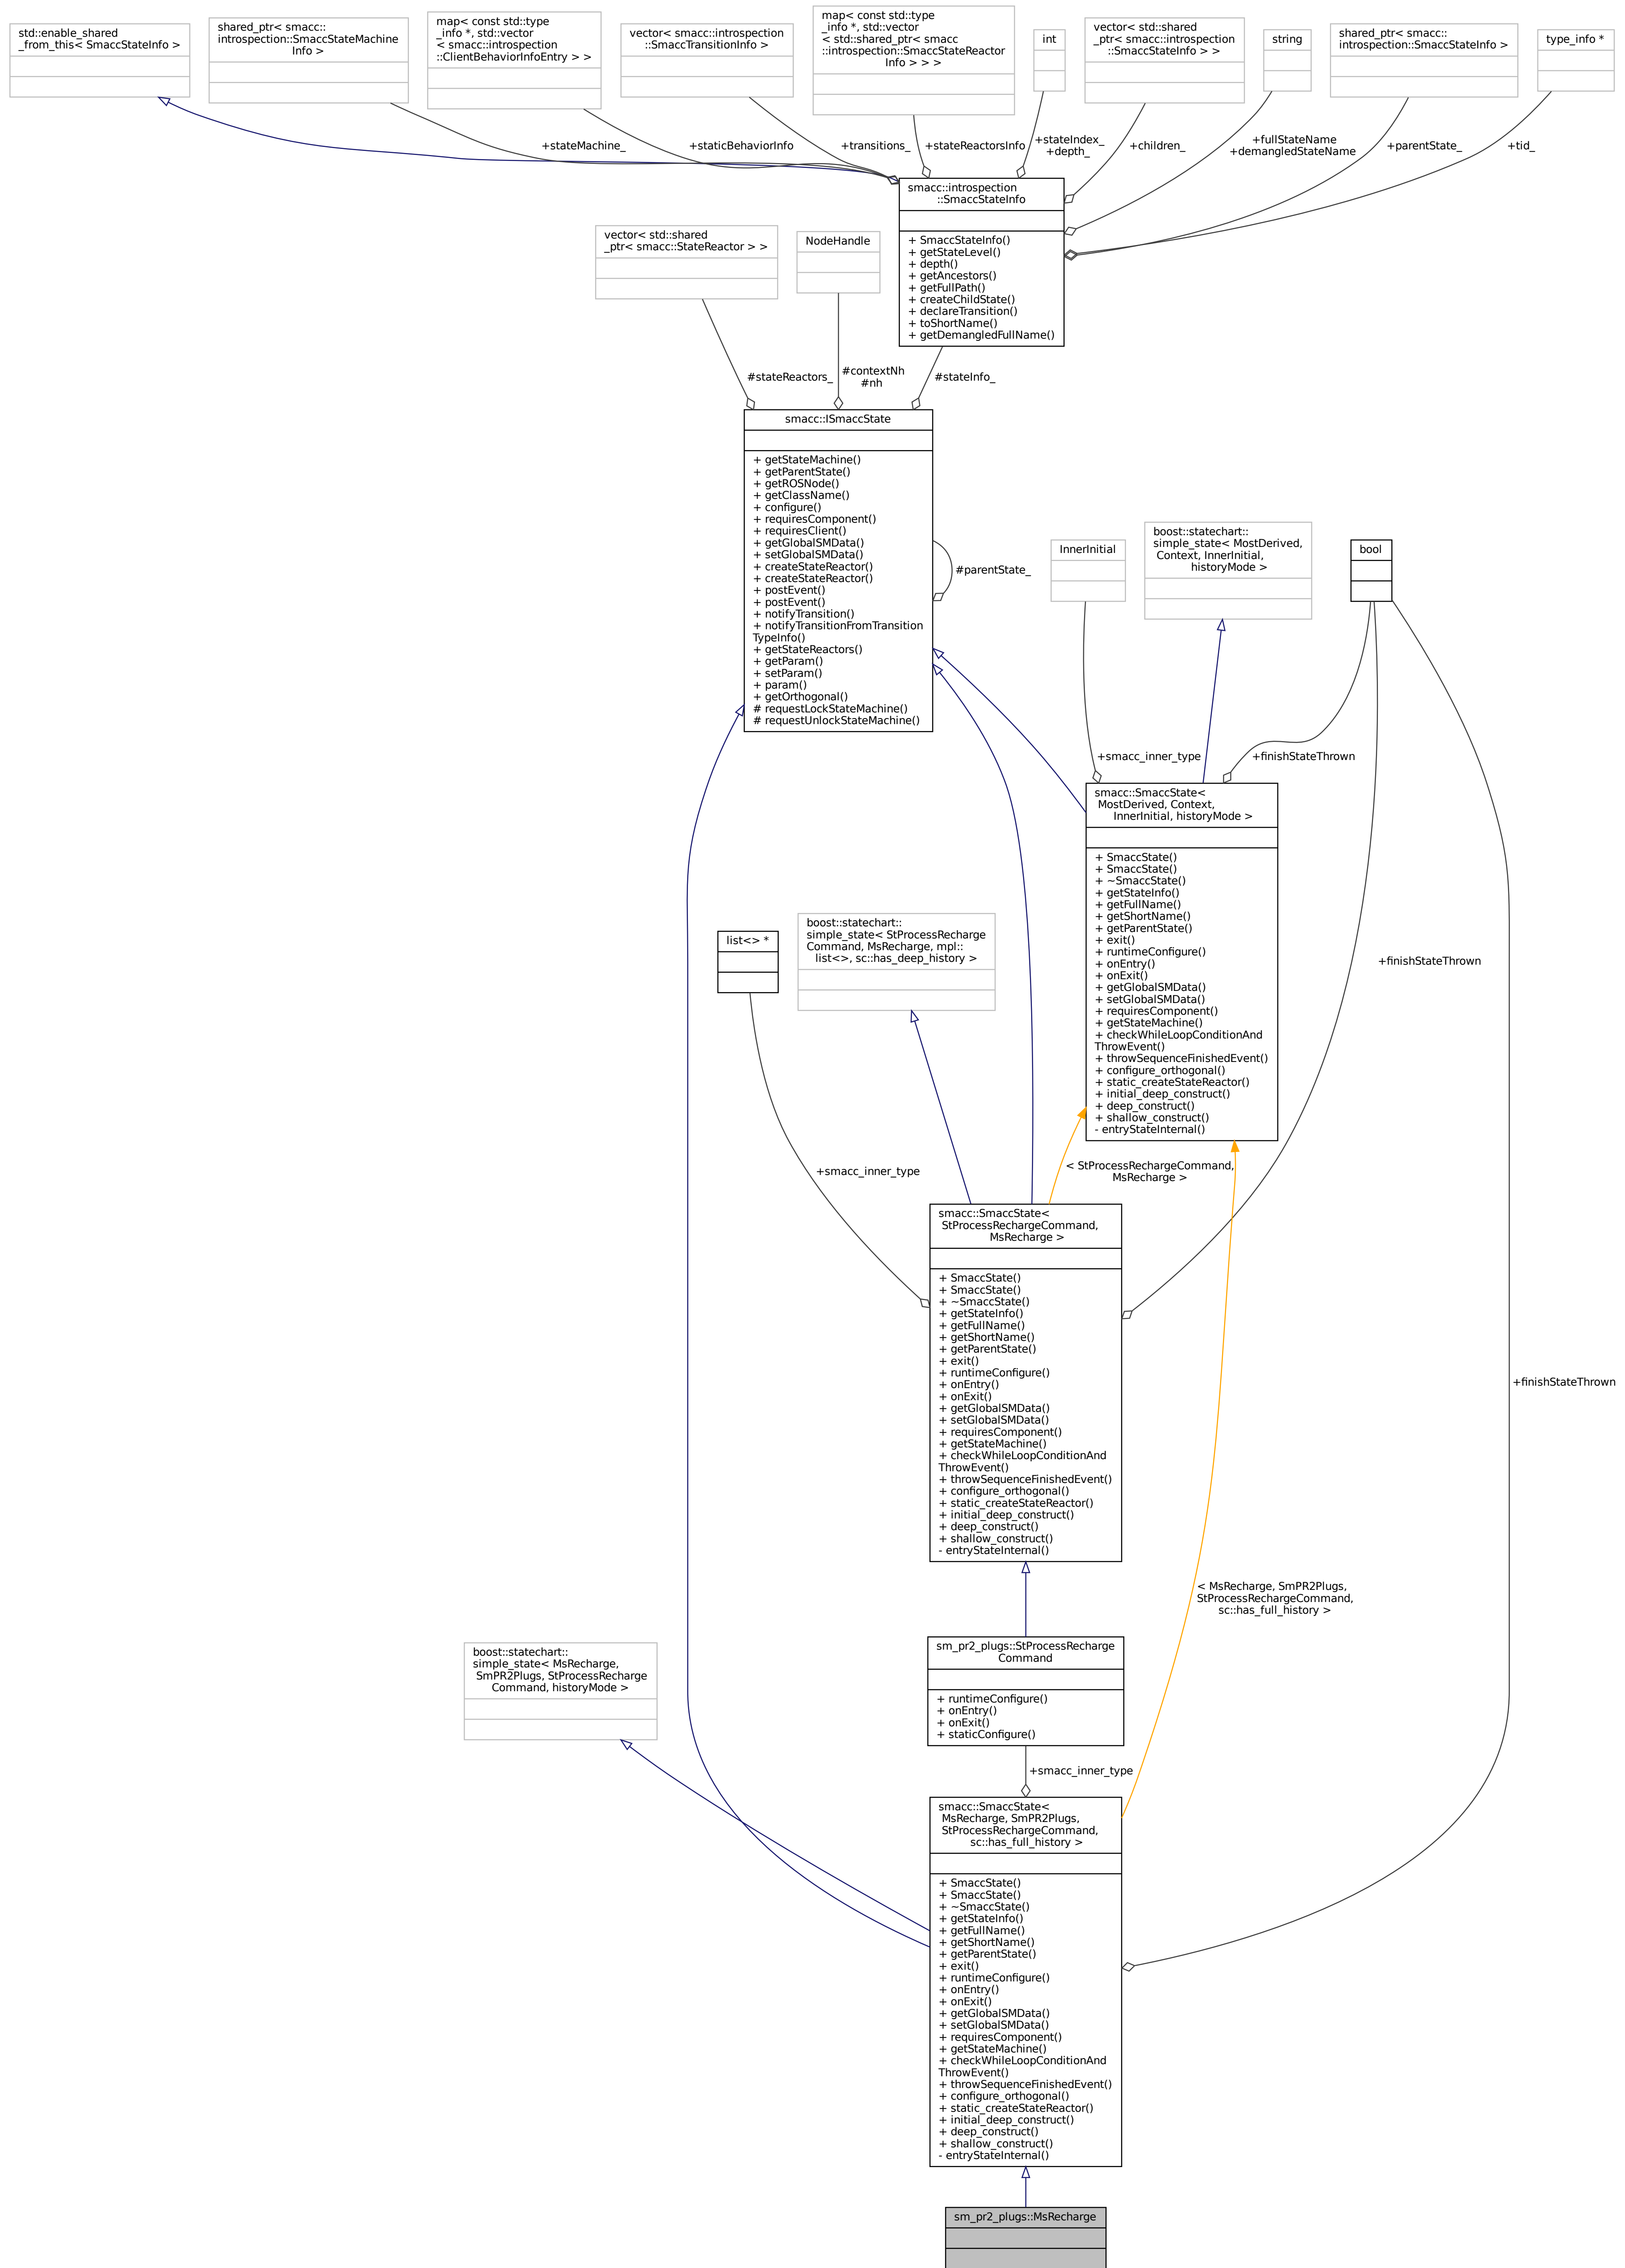 std::enable_shared
_from_this< SmaccStateInfo >
shared_ptr< smacc::
introspection::SmaccStateMachine
Info >
map< const std::type
_info *, std::vector
< smacc::introspection
::ClientBehaviorInfoEntry > >
vector< smacc::introspection
::SmaccTransitionInfo >
map< const std::type
_info *, std::vector
< std::shared_ptr< smacc
::introspection::SmaccStateReactor
Info > > >
int
vector< std::shared
_ptr< smacc::introspection
::SmaccStateInfo > >
string
shared_ptr< smacc::
introspection::SmaccStateInfo >
type_info *
+stateMachine_
+staticBehaviorInfo
+transitions_
+stateReactorsInfo
+stateIndex_
+depth_
+children_
+fullStateName
+demangledStateName
+parentState_
+tid_
smacc::introspection
::SmaccStateInfo
+ SmaccStateInfo()
+ getStateLevel()
+ depth()
+ getAncestors()
+ getFullPath()
+ createChildState()
+ declareTransition()
+ toShortName()
+ getDemangledFullName()
vector< std::shared
_ptr< smacc::StateReactor > >
NodeHandle
#stateReactors_
#contextNh
#nh
#stateInfo_
smacc::ISmaccState
+ getStateMachine()
+ getParentState()
+ getROSNode()
+ getClassName()
+ configure()
+ requiresComponent()
+ requiresClient()
+ getGlobalSMData()
+ setGlobalSMData()
+ createStateReactor()
+ createStateReactor()
+ postEvent()
+ postEvent()
+ notifyTransition()
+ notifyTransitionFromTransition
TypeInfo()
+ getStateReactors()
+ getParam()
+ setParam()
+ param()
+ getOrthogonal()
# requestLockStateMachine()
# requestUnlockStateMachine()
#parentState_
InnerInitial
boost::statechart::
simple_state< MostDerived,
Context, InnerInitial,
historyMode >
bool
+smacc_inner_type
+finishStateThrown
smacc::SmaccState<
MostDerived, Context,
InnerInitial, historyMode >
+ SmaccState()
+ SmaccState()
+ ~SmaccState()
+ getStateInfo()
+ getFullName()
+ getShortName()
+ getParentState()
+ exit()
+ runtimeConfigure()
+ onEntry()
+ onExit()
+ getGlobalSMData()
+ setGlobalSMData()
+ requiresComponent()
+ getStateMachine()
+ checkWhileLoopConditionAnd
ThrowEvent()
+ throwSequenceFinishedEvent()
+ configure_orthogonal()
+ static_createStateReactor()
+ initial_deep_construct()
+ deep_construct()
+ shallow_construct()
- entryStateInternal()
list<> *
boost::statechart::
simple_state< StProcessRecharge
Command, MsRecharge, mpl::
list<>, sc::has_deep_history >
+finishStateThrown
+smacc_inner_type
< StProcessRechargeCommand,
MsRecharge >
smacc::SmaccState<
StProcessRechargeCommand,
MsRecharge >
+ SmaccState()
+ SmaccState()
+ ~SmaccState()
+ getStateInfo()
+ getFullName()
+ getShortName()
+ getParentState()
+ exit()
+ runtimeConfigure()
+ onEntry()
+ onExit()
+ getGlobalSMData()
+ setGlobalSMData()
+ requiresComponent()
+ getStateMachine()
+ checkWhileLoopConditionAnd
ThrowEvent()
+ throwSequenceFinishedEvent()
+ configure_orthogonal()
+ static_createStateReactor()
+ initial_deep_construct()
+ deep_construct()
+ shallow_construct()
- entryStateInternal()
+finishStateThrown
< MsRecharge, SmPR2Plugs,
StProcessRechargeCommand,
sc::has_full_history >
boost::statechart::
simple_state< MsRecharge,
SmPR2Plugs, StProcessRecharge
Command, historyMode >
sm_pr2_plugs::StProcessRecharge
Command
+ runtimeConfigure()
+ onEntry()
+ onExit()
+ staticConfigure()
+smacc_inner_type
smacc::SmaccState<
MsRecharge, SmPR2Plugs,
StProcessRechargeCommand,
sc::has_full_history >
+ SmaccState()
+ SmaccState()
+ ~SmaccState()
+ getStateInfo()
+ getFullName()
+ getShortName()
+ getParentState()
+ exit()
+ runtimeConfigure()
+ onEntry()
+ onExit()
+ getGlobalSMData()
+ setGlobalSMData()
+ requiresComponent()
+ getStateMachine()
+ checkWhileLoopConditionAnd
ThrowEvent()
+ throwSequenceFinishedEvent()
+ configure_orthogonal()
+ static_createStateReactor()
+ initial_deep_construct()
+ deep_construct()
+ shallow_construct()
- entryStateInternal()
sm_pr2_plugs::MsRecharge